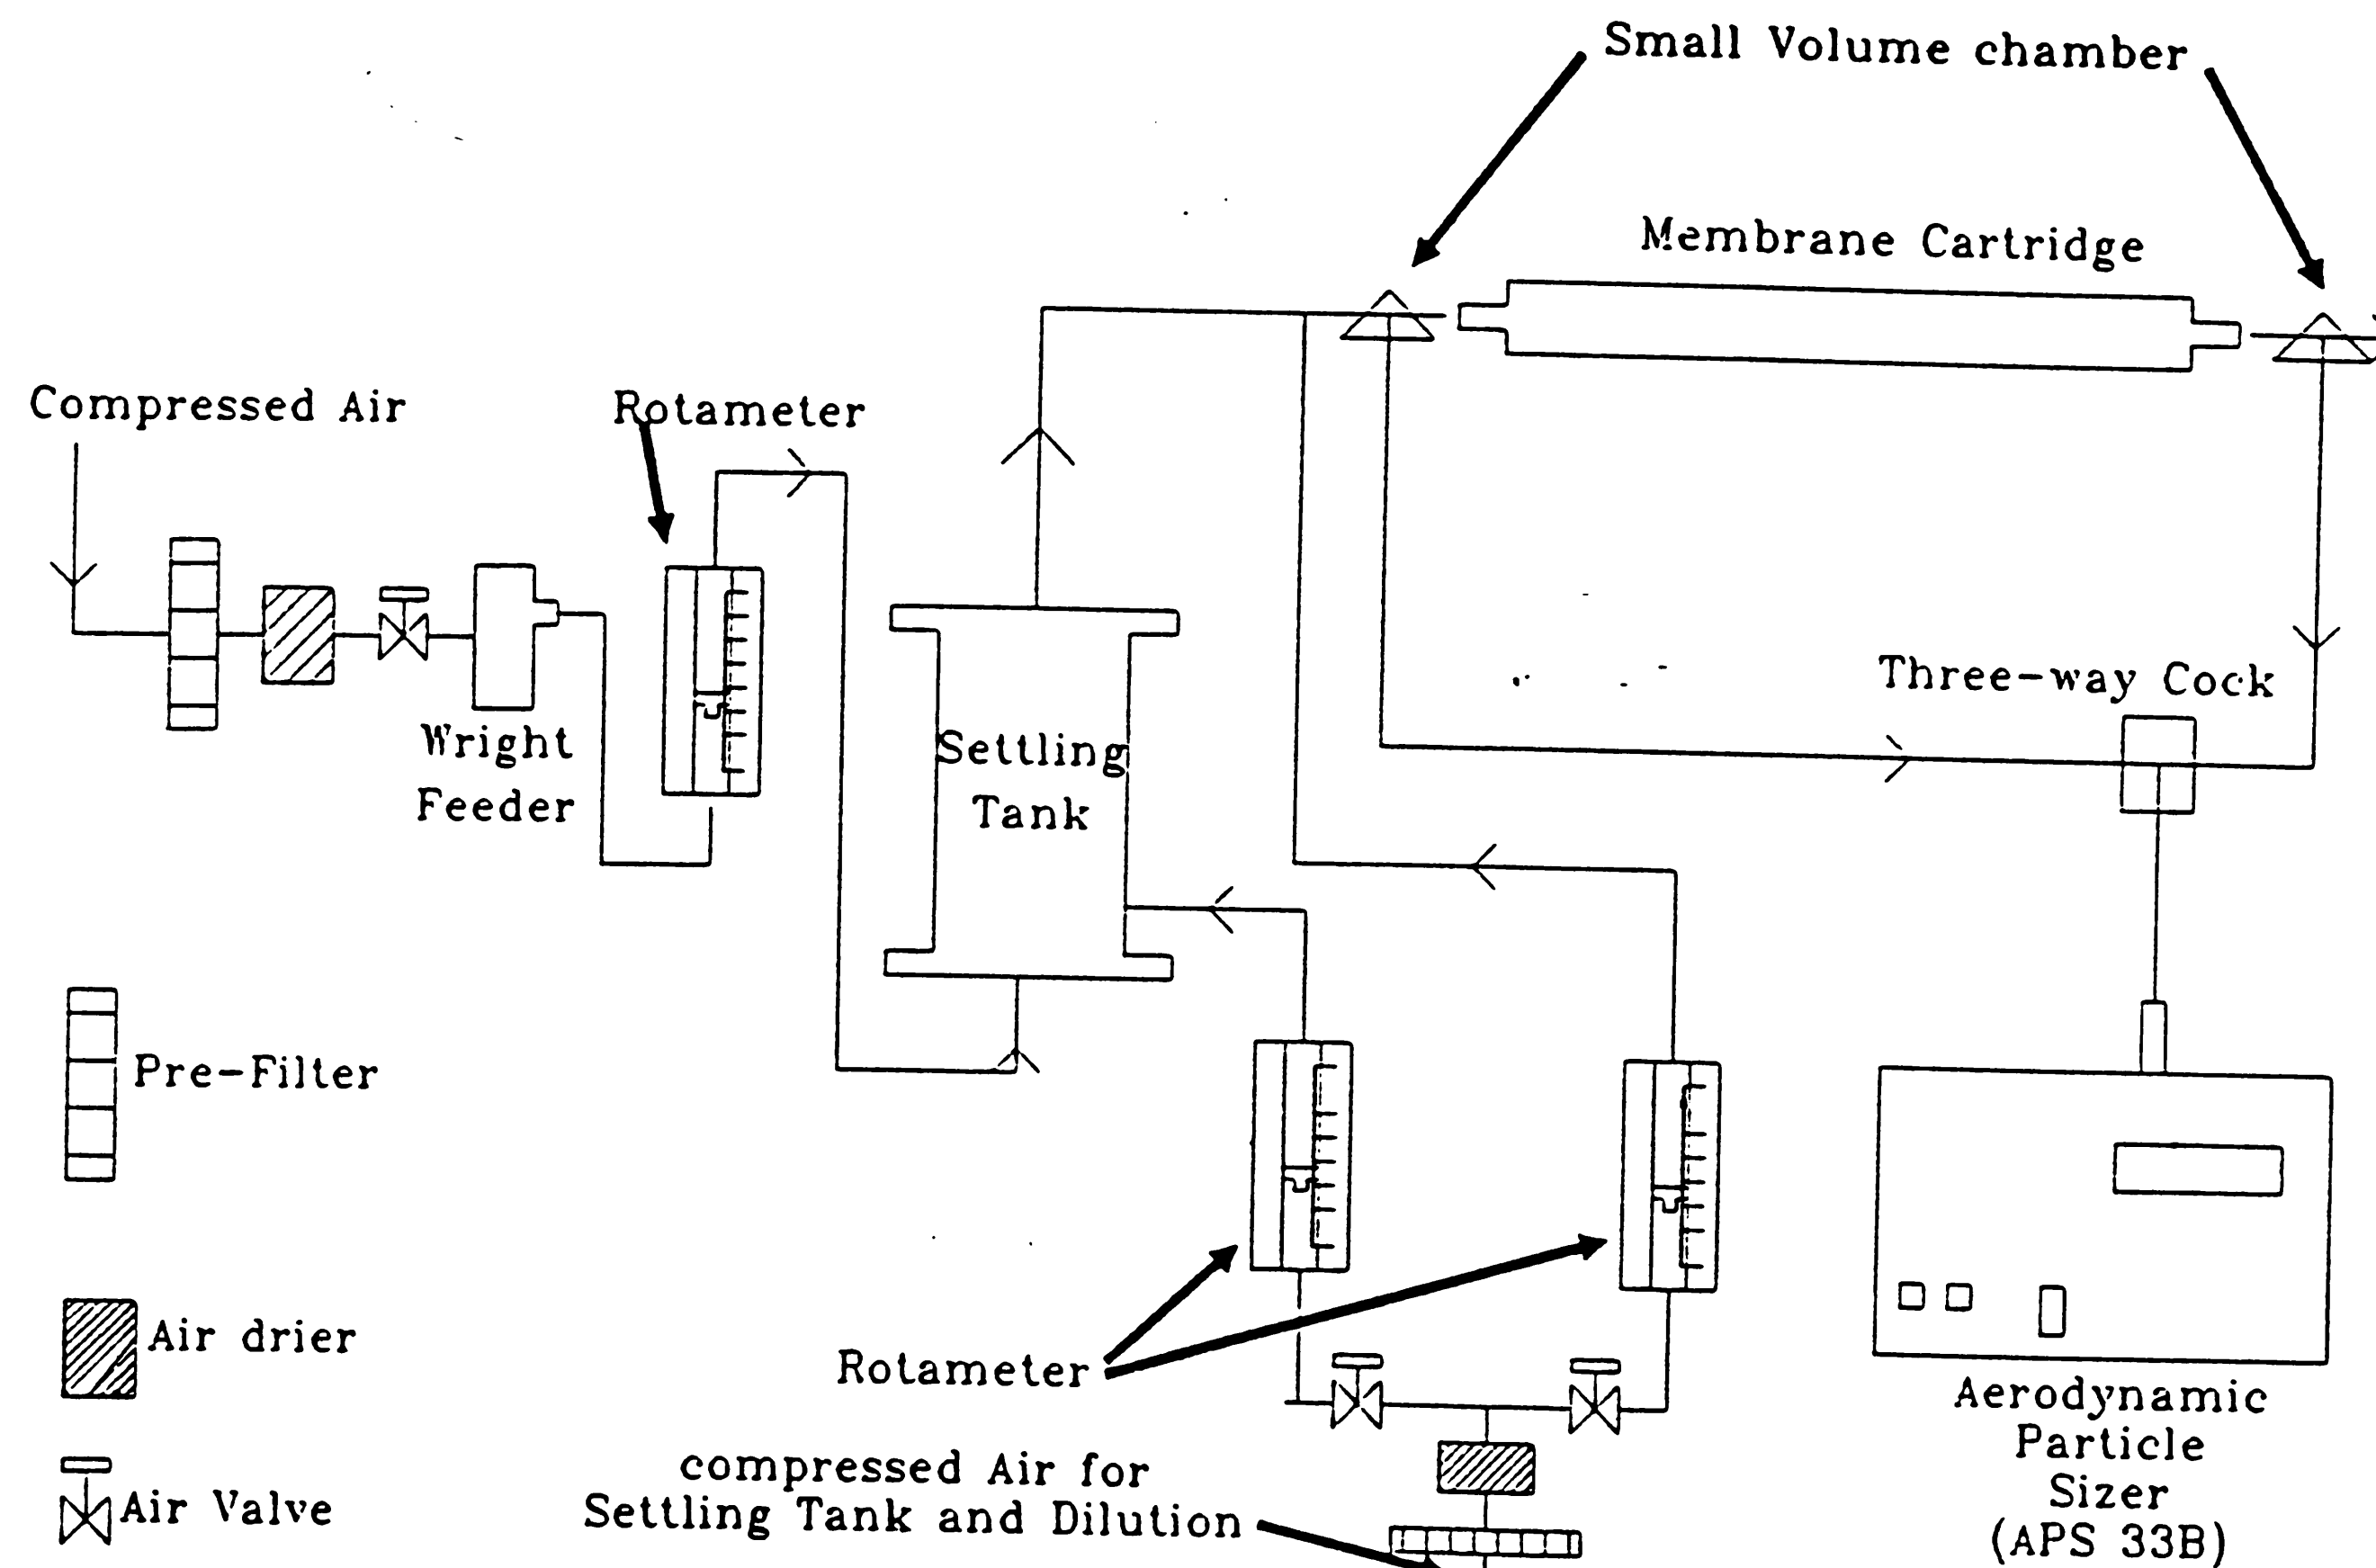 Small Volume chamber
Membrane Cartridge
Compressed Air
Rotameter
Three-way Cock
Wright
Feeder
Settling
Tank
Pre-Filter
Air drier
Rotameter
Air Valve
compressed Air for
Settling Tank and Dilution
Aerodynamic
Particle
Sizer
(APS 33B)